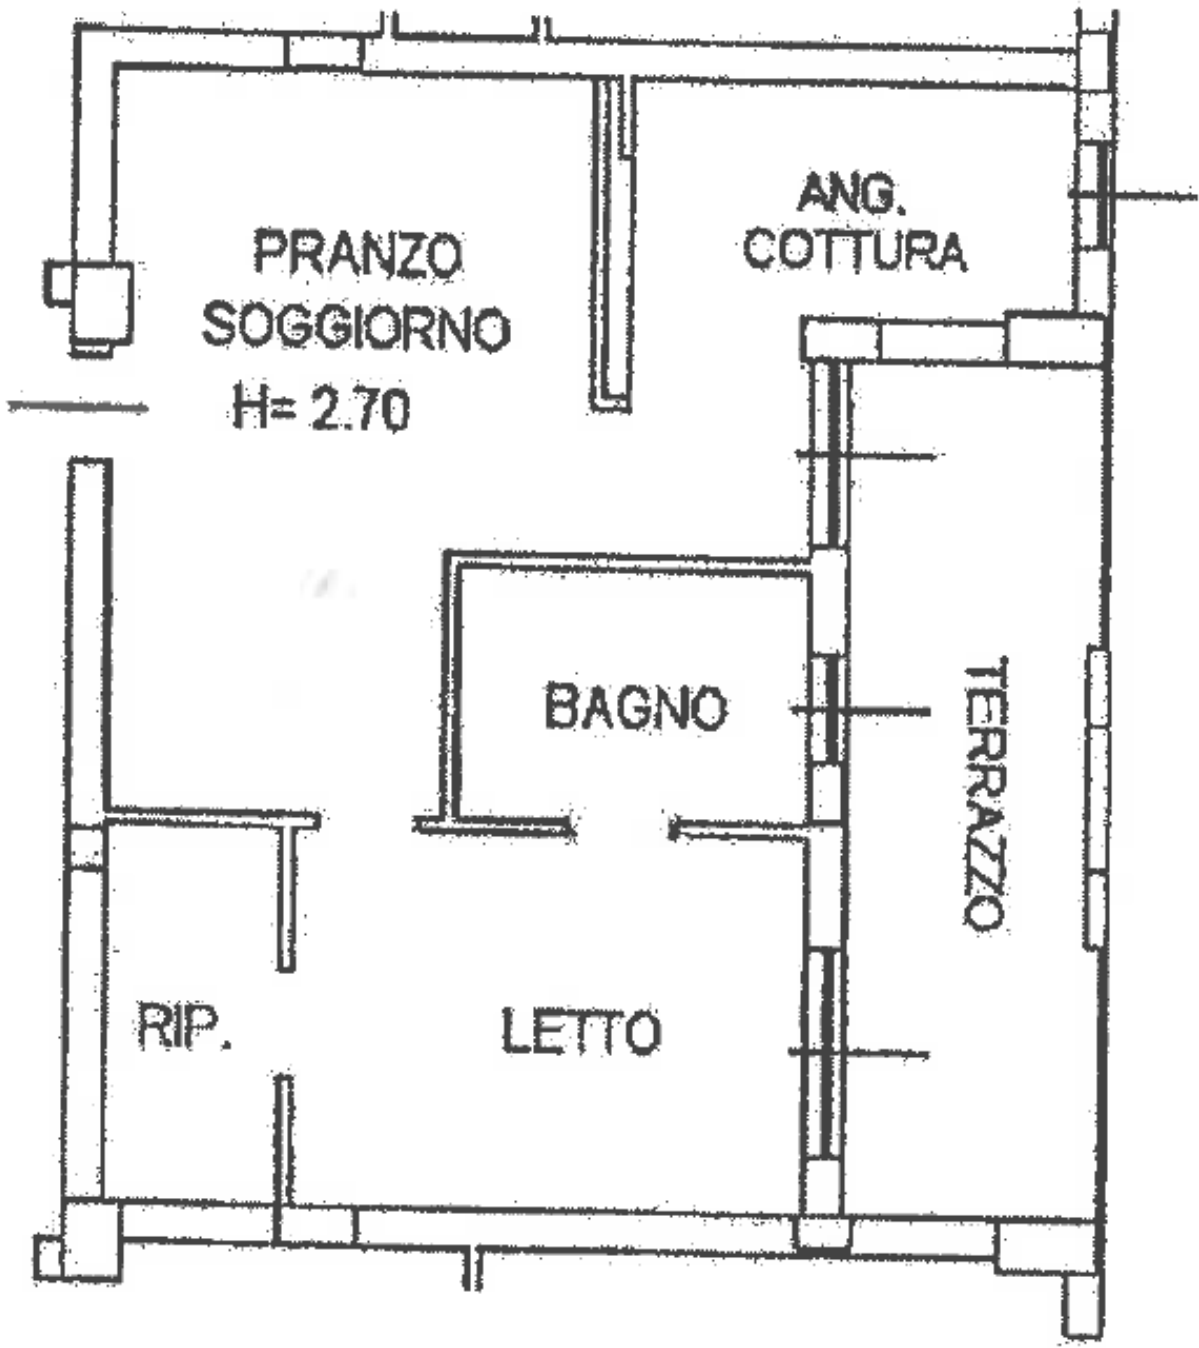 PRANZO
SOGGIORNO
H= 2.70
ANG.
COTTURA
BAGNO
TERRAZZO
RIP.
LETTO